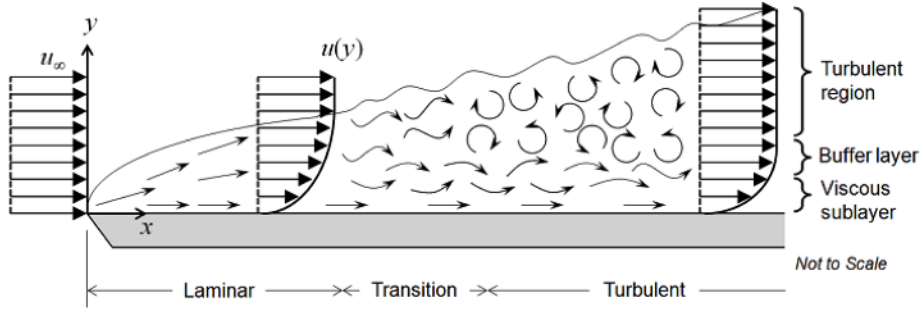 y
u∞
u(y)
Turbulent
region
Buffer layer
Viscous
sublayer
x
Not to Scale
Laminar
Transition
Turbulent